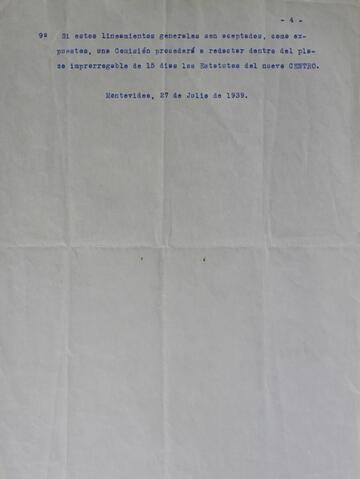 - 4 -
9º Si estos lineamientos generales son aceptados, como ex-
puestos, una Comisión procederá a redactar dentro del pla-
zo improrrogable de 15 días los Estatutos del nuevo CENTRO.
Montevideo, 27 de Julio de 1939.